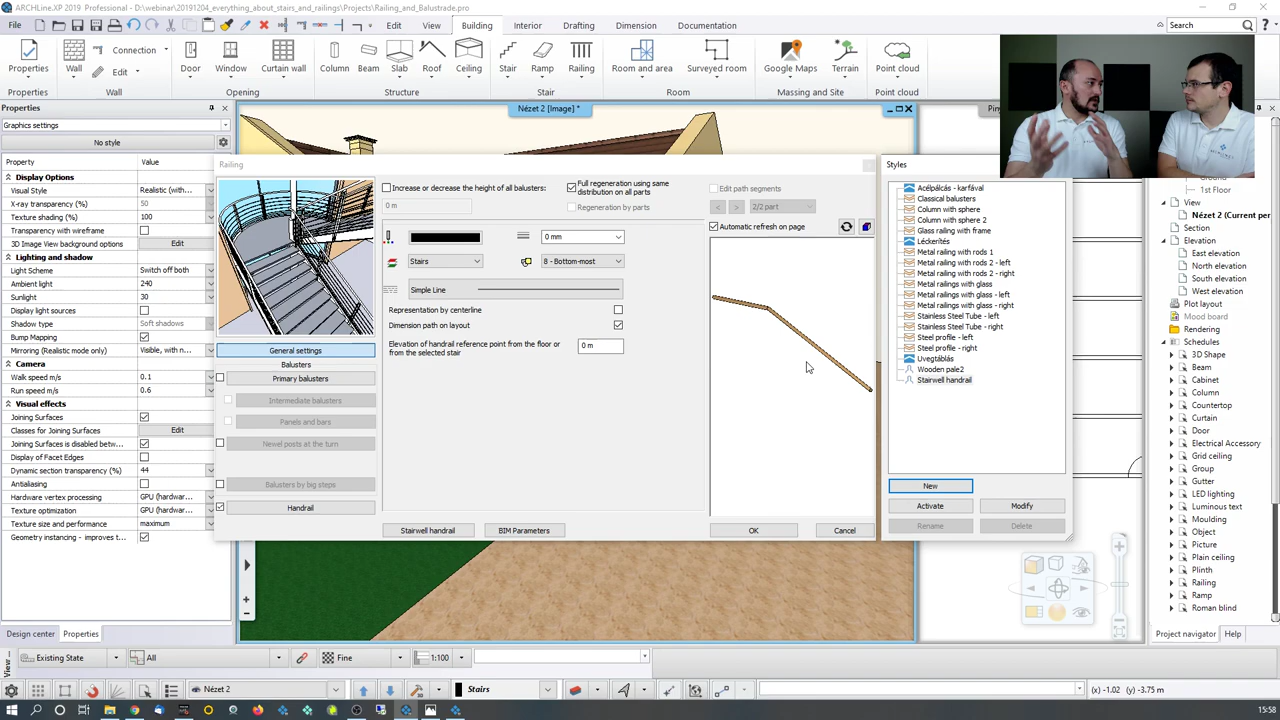 ARCHLine.XP 2019 Professional - D:\webinar\20191204_everything_about_stairs_and_railings\Projects\Railing_and_Balustrade.pro
File
Edit
View
Building
Interior
Drafting
Dimension
Documentation
Search
Properties
Wall
Connection
Edit
Door
Window
Curtain wall
Column
Beam
Slab
Roof
Ceiling
Stair
Ramp
Railing
Room and area
Surveyed room
Google Maps
Terrain
Point cloud
Properties
Wall
Opening
Structure
Stair
Room
Massing and Site
Point cloud
Properties
Graphics settings
No style
Property Value
Display Options
Visual Style Realistic (with...
X-ray transparency (%) 50
Texture shading (%) 100
Transparency with wireframe
3D Image View background options Edit
Lighting and shadow
Light Scheme Switch off both
Ambient light 240
Sunlight 30
Display light sources
Shadow type Soft shadows
Bump Mapping
Mirroring (Realistic mode only) Visible, with n...
Camera
Walk speed m/s 0.1
Run speed m/s 0.6
Visual effects
Joining Surfaces
Classes for Joining Surfaces Edit
Joining Surfaces is disabled betw...
Display of Facet Edges
Dynamic section transparency (%) 44
Antialiasing
Hardware vertex processing GPU (hardwar...
Texture optimization GPU (hardwar...
Texture size and performance maximum
Geometry instancing - improves t...
Design center
Properties
Nézet 2 [Image] *
Railing
General settings
Balusters
Primary balusters
Intermediate balusters
Panels and bars
Newel posts at the turn
Balusters by big steps
Handrail
Increase or decrease the height of all balusters:
0 m
Full regeneration using same
distribution on all parts
Regeneration by parts
0 mm
Stairs
8 - Bottom-most
Simple Line
Representation by centerline
Dimension path on layout
Elevation of handrail reference point from the floor or
from the selected stair
0 m
Stairwell handrail
BIM Parameters
Edit path segments
< > 2/2 part
Automatic refresh on page
OK
Cancel
Styles
Acélpálcás - karfával
Classical balusters
Column with sphere
Column with sphere 2
Glass railing with frame
Léckerítés
Metal railing with rods 1
Metal railing with rods 2 - left
Metal railing with rods 2 - right
Metal railing with glass
Metal railing with glass - left
Metal railing with glass - right
Stainless Steel Tube - left
Stainless Steel Tube - right
Steel profile - left
Steel profile - right
Üvegtáblás
Wooden pale2
Stairwell handrail
New
Activate
Modify
Rename
Delete
1st Floor
View
Nézet 2 (Current per
Section
Elevation
East elevation
North elevation
South elevation
West elevation
Plot layout
Mood board
Rendering
Schedules
3D Shape
Beam
Cabinet
Column
Countertop
Curtain
Door
Electrical Accessory
Grid ceiling
Group
Gutter
LED lighting
Luminous text
Moulding
Object
Picture
Plain ceiling
Plinth
Railing
Ramp
Roman blind
Project navigator
Help
View
Existing State
All
Fine
1:100
Nézet 2
Stairs
(x) -1.02 (y) -3.75 m
15:58